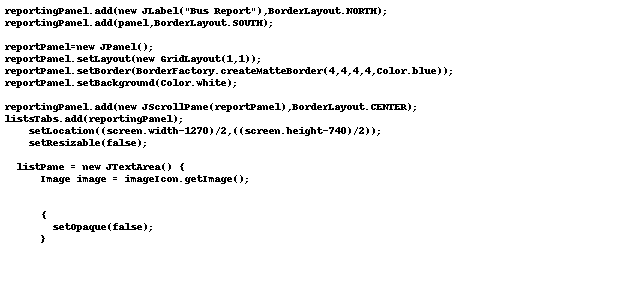 reportingPanel.add(new JLabel("Bus Report"),BorderLayout.NORTH);
reportingPanel.add(panel,BorderLayout.SOUTH);
reportPanel=new JPanel();
reportPanel.setLayout(new GridLayout(1,1));
reportPanel.setBorder(BorderFactory.createMatteBorder(4,4,4,4,Color.blue));
reportPanel.setBackground(Color.white);
reportingPanel.add(new JScrollPane(reportPanel),BorderLayout.CENTER);
listsTabs.add(reportingPanel);
setLocation((screen.width-1270)/2,((screen.height-740)/2));
setResizable(false);
listPane = new JTextArea() {
Image image = imageIcon.getImage();
{
setOpaque(false);
}